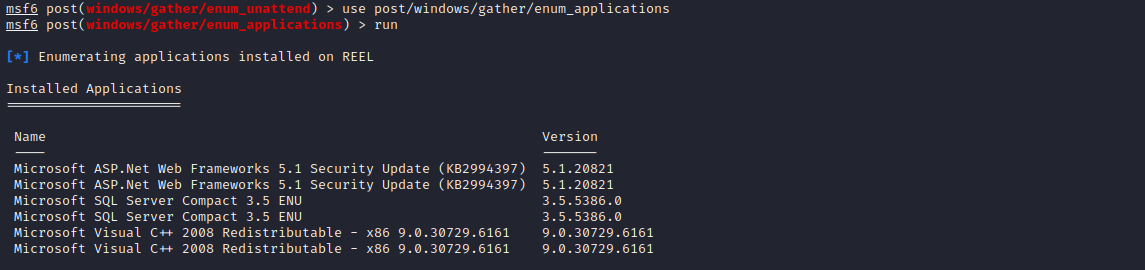 msf6 post(windows/gather/enum_unattend) > use post/windows/gather/enum_applications
msf6 post(windows/gather/enum_applications) > run
[*] Enumerating applications installed on REEL
Installed Applications
======================
Name Version
---- -------
Microsoft ASP.Net Web Frameworks 5.1 Security Update (KB2994397) 5.1.20821
Microsoft ASP.Net Web Frameworks 5.1 Security Update (KB2994397) 5.1.20821
Microsoft SQL Server Compact 3.5 ENU 3.5.5386.0
Microsoft SQL Server Compact 3.5 ENU 3.5.5386.0
Microsoft Visual C++ 2008 Redistributable - x86 9.0.30729.6161 9.0.30729.6161
Microsoft Visual C++ 2008 Redistributable - x86 9.0.30729.6161 9.0.30729.6161